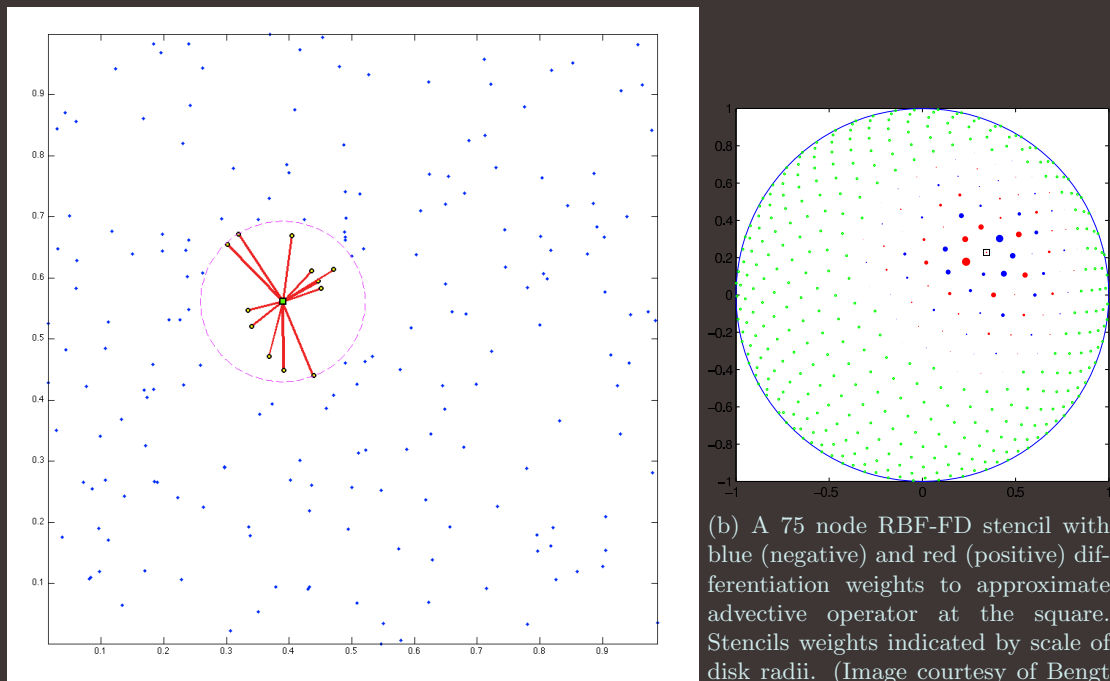 0.9
0.8
0.7
0.6
0.5
0.4
0.3
0.2
0.1
0.1 0.2 0.3 0.4 0.5 0.6 0.7 0.8 0.9
1
0.8
0.6
0.4
0.2
0
−0.2
−0.4
−0.6
−0.8
−1
−1 −0.5 0 0.5 1
(b) A 75 node RBF-FD stencil with
blue (negative) and red (positive) dif-
ferentiation weights to approximate
advective operator at the square.
Stencils weights indicated by scale of
disk radii. (Image courtesy of Bengt